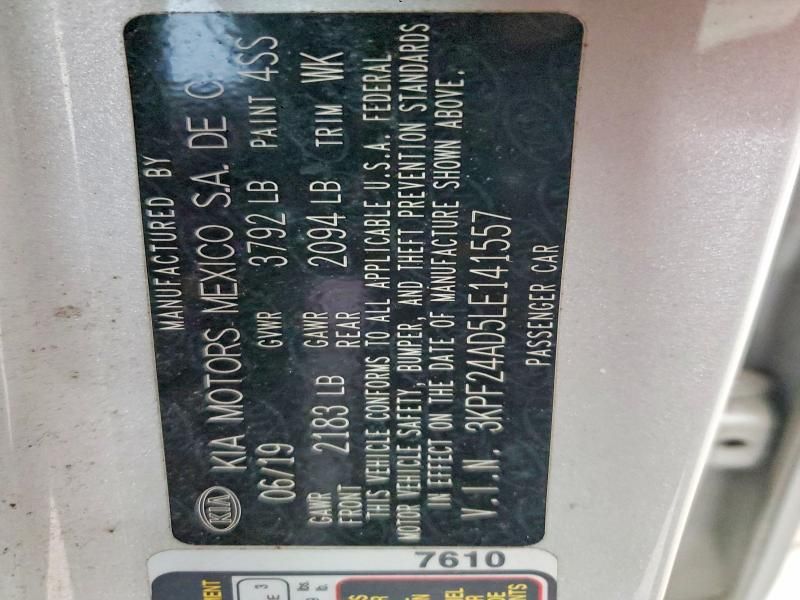 MANUFACTURED BY
KIA KIA MOTORS MEXICO S.A. DE C
06/19 GVWR 3792 LB PAINT 4SS
GAWR FRONT 2183 LB GAWR REAR 2094 LB TRIM WK
THIS VEHICLE CONFORMS TO ALL APPLICABLE U.S.A. FEDERAL
MOTOR VEHICLE SAFETY, BUMPER, AND THEFT PREVENTION STANDARDS
IN EFFECT ON THE DATE OF MANUFACTURE SHOWN ABOVE.
V.I.N. 3KPF24AD5LE141557
PASSENGER CAR
7610